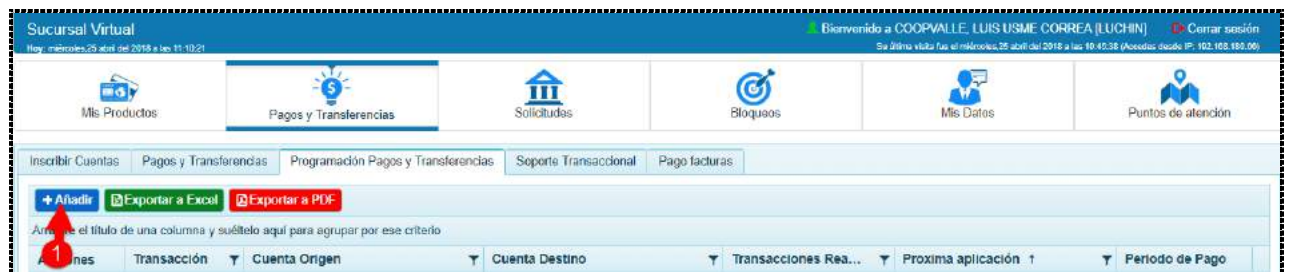 Sucursal Virtual
Bienvenido a COOPVALLE, LUIS USME CORREA [LUCHIN]
Cerrar sesión
Hoy: miércoles,25 abril del 2018 a las 11:10:21
Su última visita fue el miércoles,25 abril del 2018 a las 10:45:38 (Accedes desde IP: 192.168.180.66)
Mis Productos
Pagos y Transferencias
Solicitudes
Bloqueos
Mis Datos
Puntos de atención
Inscribir Cuentas
Pagos y Transferencias
Programación Pagos y Transferencias
Soporte Transaccional
Pago facturas
+Añadir
Exportar a Excel
Exportar a PDF
el título de una columna y suéltelo aquí para agrupar por ese criterio
1
Transacción
Cuenta Origen
Cuenta Destino
Transacciones Rea...
Proxima aplicación ↑
Periodo de Pago